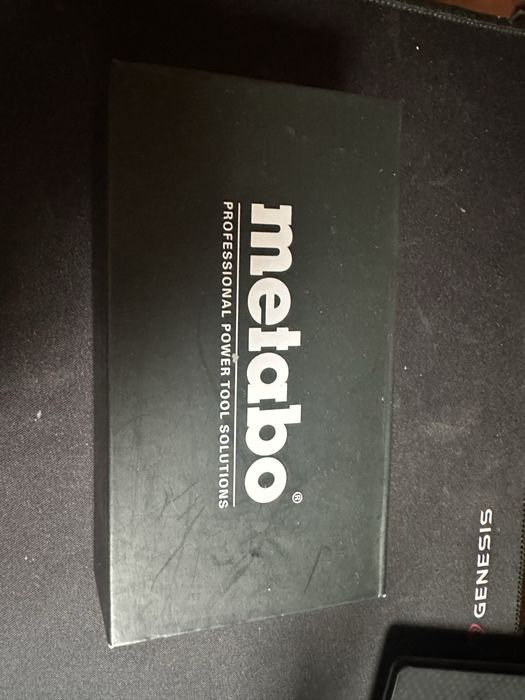 metabo®
PROFESSIONAL POWER TOOL SOLUTIONS
GENESIS